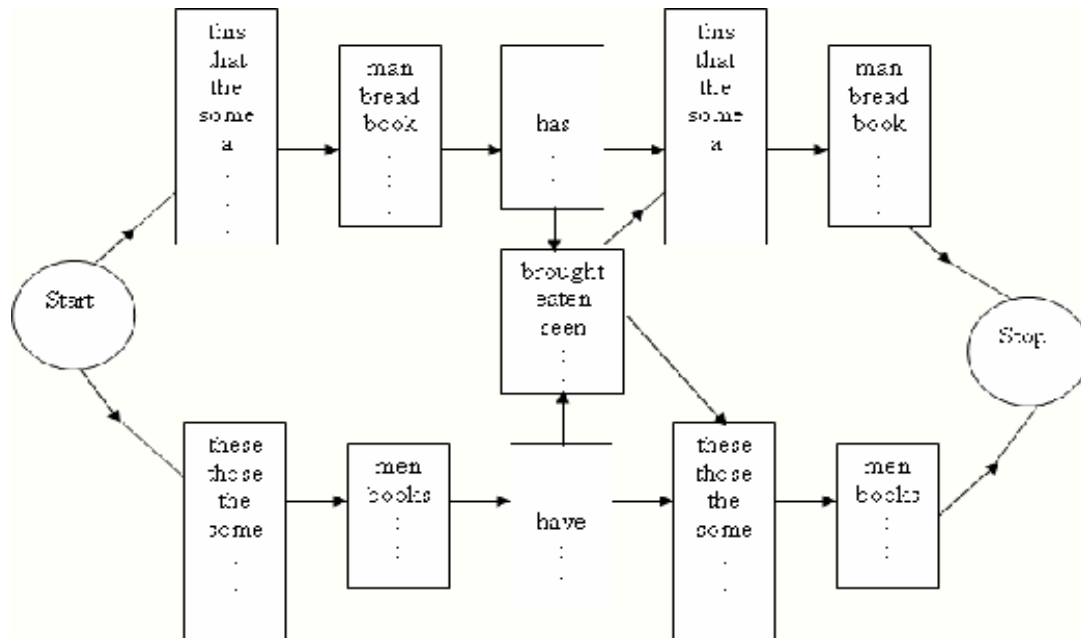 this
that
the
some
a
man
bread
book
has
this
that
the
some
a
man
bread
book
Start
brought
eaten
seen
Stop
these
those
the
some
men
books
have
these
those
the
some
men
books